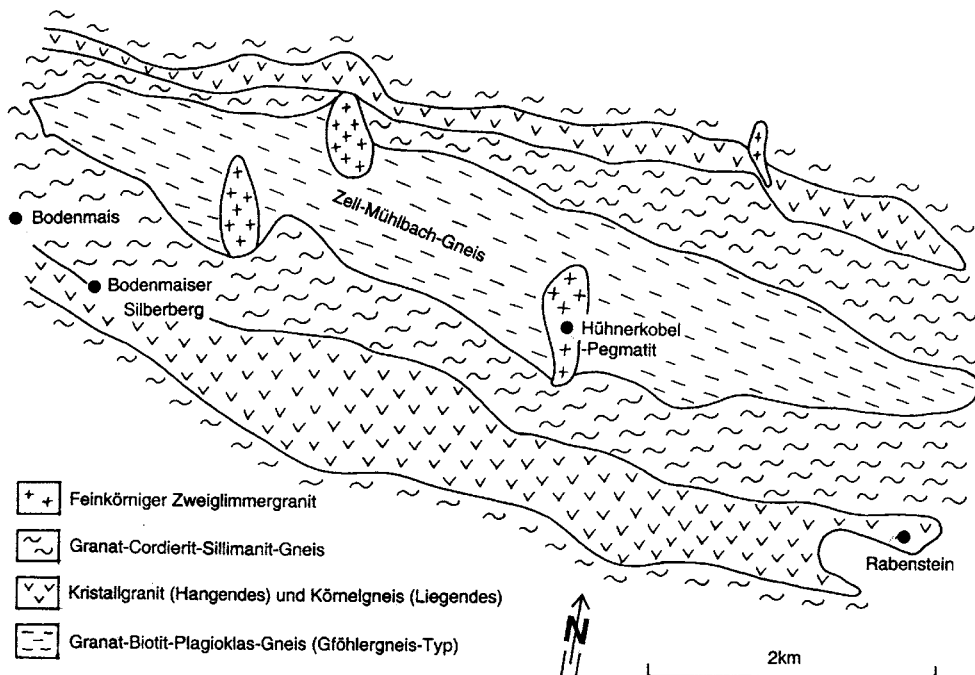 Zell-Mühlbach-Gneis
Bodenmais
Bodenmaiser
Silberberg
Hühnerkobel
-Pegmatit
Rabenstein
Feinkörniger Zweiglimmergranit
Granat-Cordierit-Sillimanit-Gneis
Kristallgranit (Hangendes) und Körnelgneis (Liegendes)
Granat-Biotit-Plagioklas-Gneis (Gföhlergneis-Typ)
N
2km